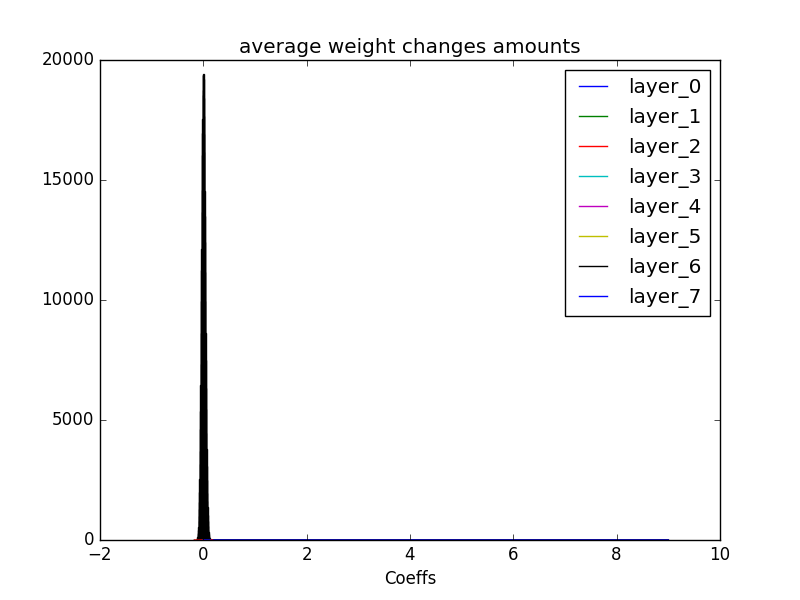 average weight changes amounts
20000
15000
10000
5000
0
−2
0
2
4
6
8
10
Coeffs
layer_0
layer_1
layer_2
layer_3
layer_4
layer_5
layer_6
layer_7